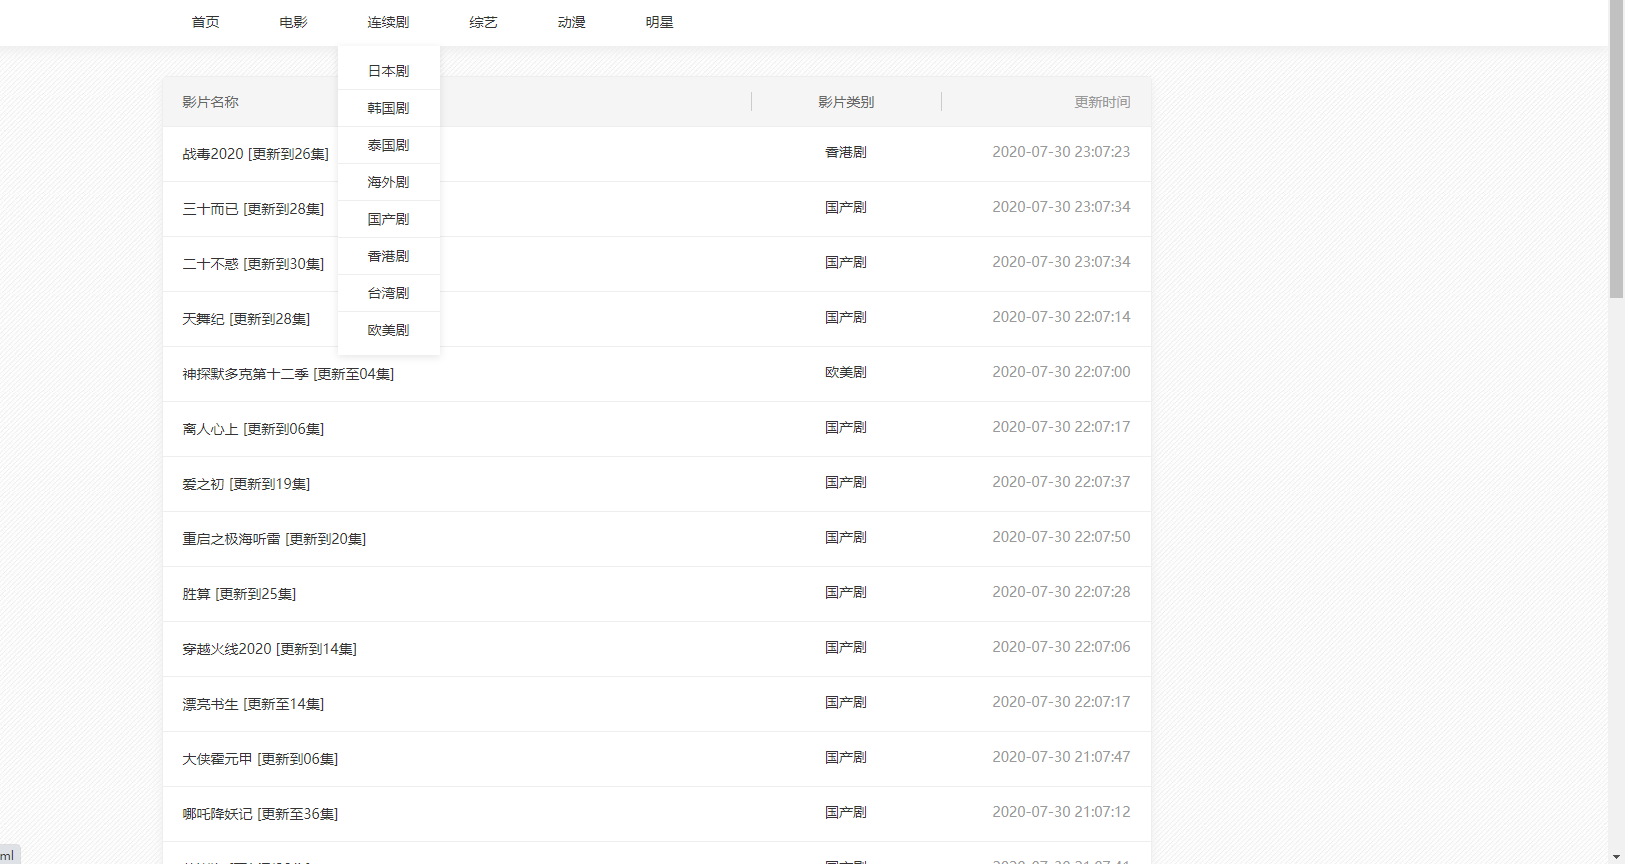 首页 电影 连续剧 综艺 动漫 明星
日本剧
韩国剧
泰国剧
海外剧
国产剧
香港剧
台湾剧
欧美剧
影片名称 影片类别 更新时间
战毒2020 [更新到26集] 香港剧 2020-07-30 23:07:23
三十而已 [更新到28集] 国产剧 2020-07-30 23:07:34
二十不惑 [更新到30集] 国产剧 2020-07-30 23:07:34
天舞纪 [更新到28集] 国产剧 2020-07-30 22:07:14
神探默多克第十二季 [更新至04集] 欧美剧 2020-07-30 22:07:00
离人心上 [更新到06集] 国产剧 2020-07-30 22:07:17
爱之初 [更新到19集] 国产剧 2020-07-30 22:07:37
重启之极海听雷 [更新到20集] 国产剧 2020-07-30 22:07:50
胜算 [更新到25集] 国产剧 2020-07-30 22:07:28
穿越火线2020 [更新到14集] 国产剧 2020-07-30 22:07:06
漂亮书生 [更新至14集] 国产剧 2020-07-30 22:07:17
大侠霍元甲 [更新到06集] 国产剧 2020-07-30 21:07:47
哪吒降妖记 [更新至36集] 国产剧 2020-07-30 21:07:12
ml